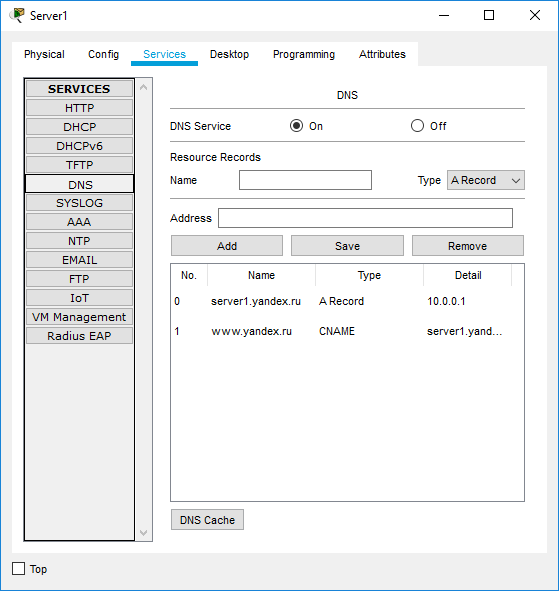 Server1
Physical Config Services Desktop Programming Attributes
SERVICES
HTTP
DHCP
DHCPv6
TFTP
DNS
SYSLOG
AAA
NTP
EMAIL
FTP
IoT
VM Management
Radius EAP
DNS
DNS Service On Off
Resource Records
Name Type A Record
Address
Add Save Remove
No. Name Type Detail
0 server1.yandex.ru A Record 10.0.0.1
1 www.yandex.ru CNAME server1.yand...
DNS Cache
Top